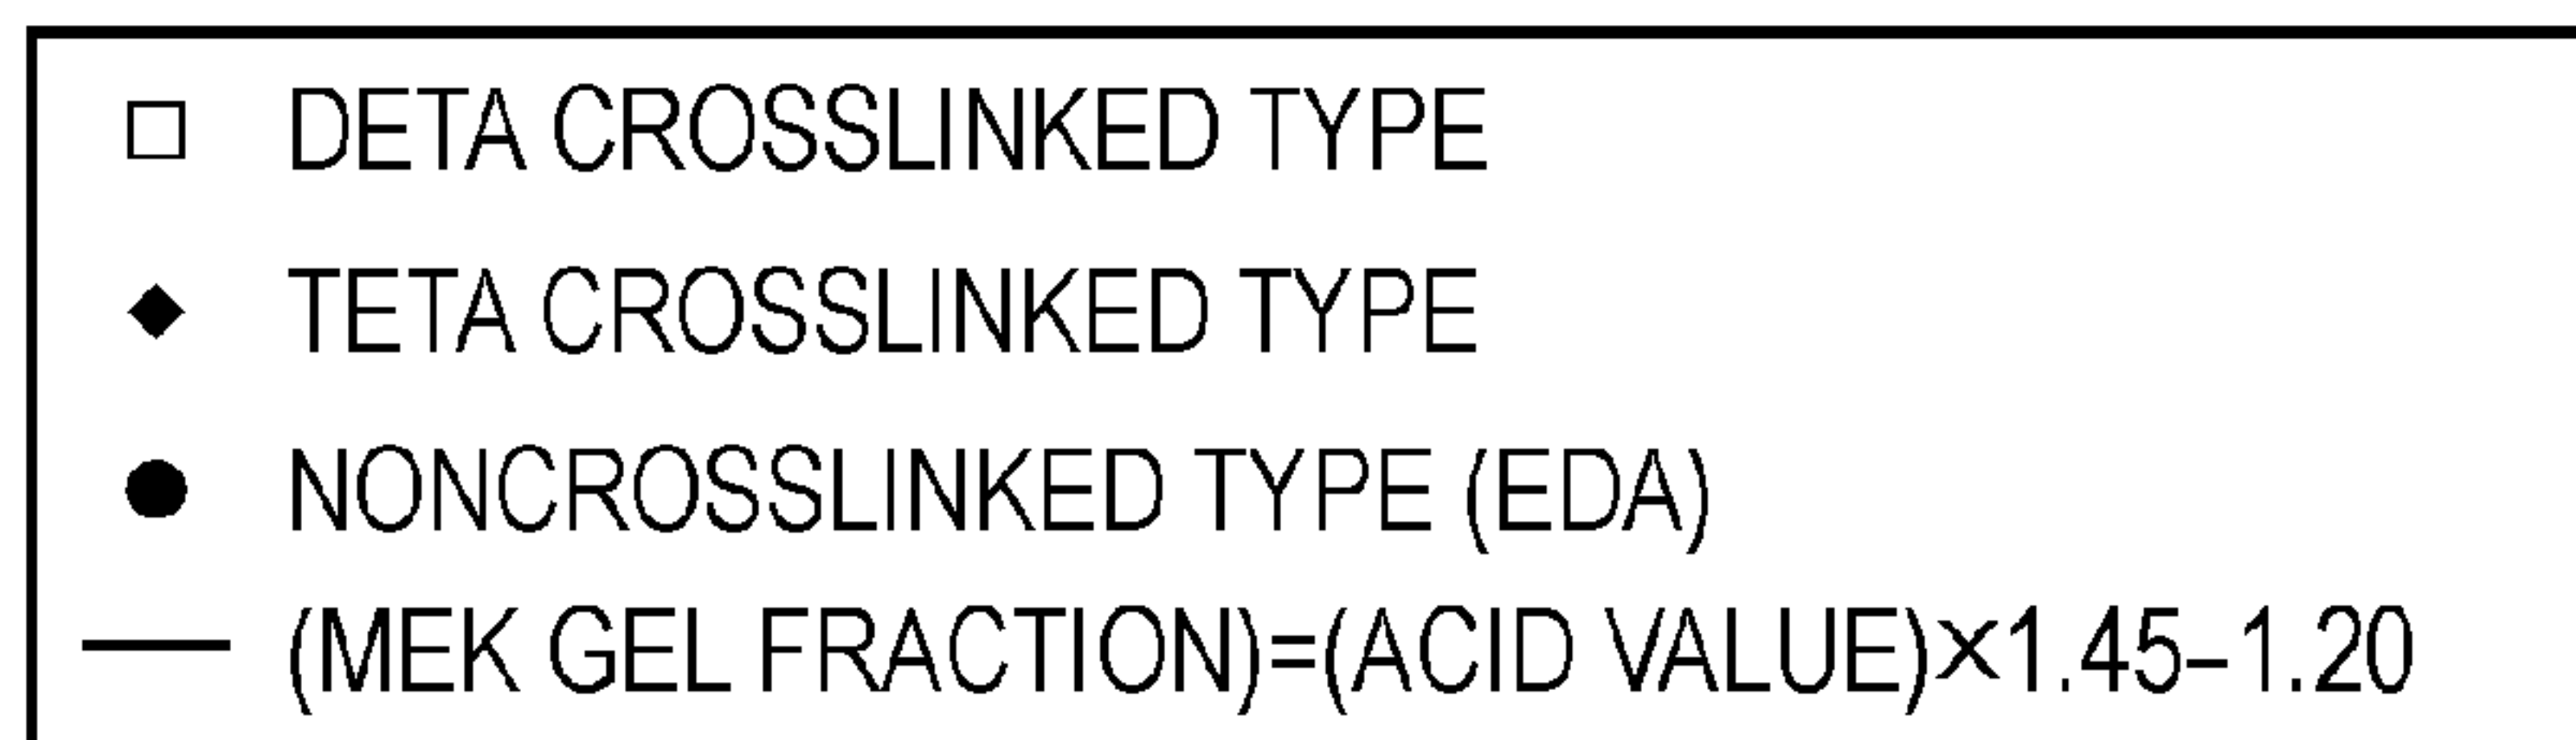 DETA CROSSLINKED TYPE
TETA CROSSLINKED TYPE
NONCROSSLINKED TYPE (EDA)
(MEK GEL FRACTION)=(ACID VALUE)×1.45–1.20